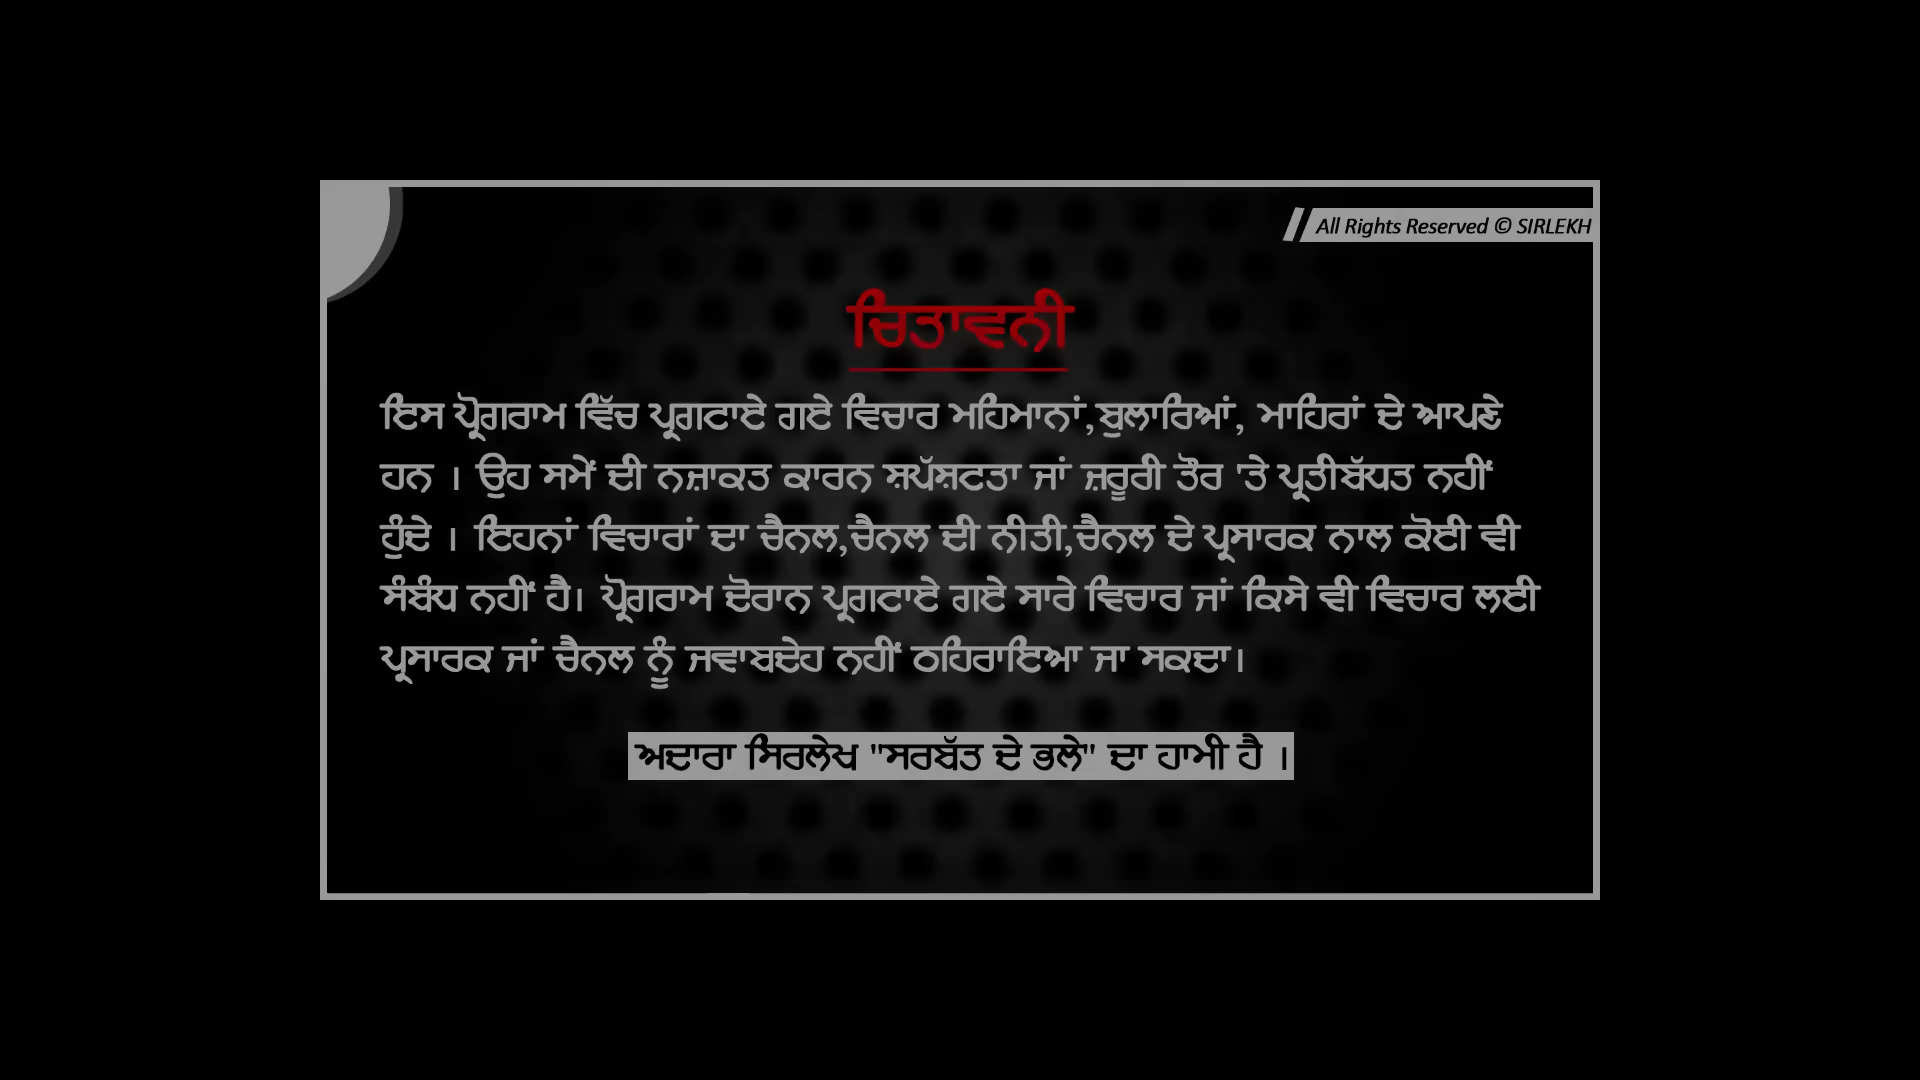 All Rights Reserved © SIRLEKH
ਚਿਤਾਵਨੀ
ਇਸ ਪ੍ਰੋਗਰਾਮ ਵਿੱਚ ਪ੍ਰਗਟਾਏ ਗਏ ਵਿਚਾਰ ਮਹਿਮਾਨਾਂ,ਬੁਲਾਰਿਆਂ, ਮਾਹਿਰਾਂ ਦੇ ਆਪਣੇ
ਹਨ । ਉਹ ਸਮੇਂ ਦੀ ਨਜ਼ਾਕਤ ਕਾਰਨ ਸ਼ਪੱਸ਼ਟਤਾ ਜਾਂ ਜ਼ਰੂਰੀ ਤੌਰ 'ਤੇ ਪ੍ਰਤੀਬੱਧਤ ਨਹੀਂ
ਹੁੰਦੇ । ਇਹਨਾਂ ਵਿਚਾਰਾਂ ਦਾ ਚੈਨਲ,ਚੈਨਲ ਦੀ ਨੀਤੀ,ਚੈਨਲ ਦੇ ਪ੍ਰਸਾਰਕ ਨਾਲ ਕੋਈ ਵੀ
ਸੰਬੰਧ ਨਹੀਂ ਹੈ। ਪ੍ਰੋਗਰਾਮ ਦੋਰਾਨ ਪ੍ਰਗਟਾਏ ਗਏ ਸਾਰੇ ਵਿਚਾਰ ਜਾਂ ਕਿਸੇ ਵੀ ਵਿਚਾਰ ਲਈ
ਪ੍ਰਸਾਰਕ ਜਾਂ ਚੈਨਲ ਨੂੰ ਜਵਾਬਦੇਹ ਨਹੀਂ ਠਹਿਰਾਇਆ ਜਾ ਸਕਦਾ।
ਅਦਾਰਾ ਸਿਰਲੇਖ "ਸਰਬੱਤ ਦੇ ਭਲੇ" ਦਾ ਹਾਮੀ ਹੈ ।